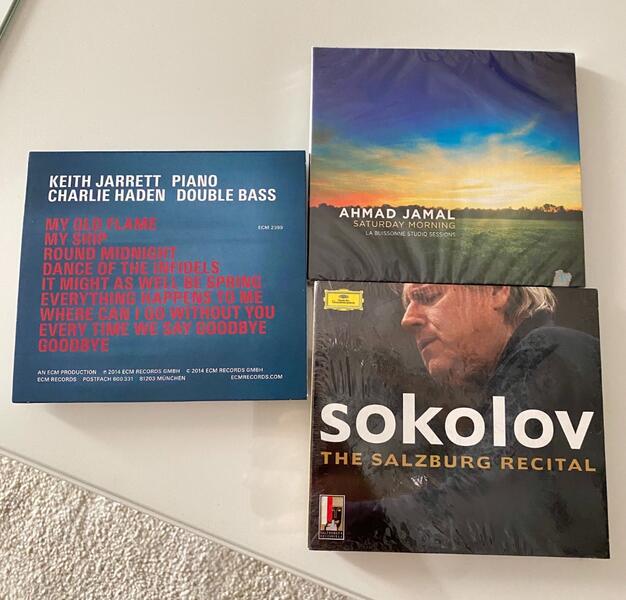 KEITH JARRETT PIANO
CHARLIE HADEN DOUBLE BASS
MY OLD FLAME
ECM 2399
MY SHIP
ROUND MIDNIGHT
DANCE OF THE INFIDELS
IT MIGHT AS WELL BE SPRING
EVERYTHING HAPPENS TO ME
WHERE CAN I GO WITHOUT YOU
EVERY TIME WE SAY GOODBYE
GOODBYE
AN ECM PRODUCTION ℗ 2014 ECM RECORDS GMBH © 2014 ECM RECORDS GMBH
ECM RECORDS POSTFACH 600 331 81203 MÜNCHEN ECMRECORDS.COM
AHMAD JAMAL
SATURDAY MORNING
LA BUISSONNE STUDIO SESSIONS
sokolov
THE SALZBURG RECITAL